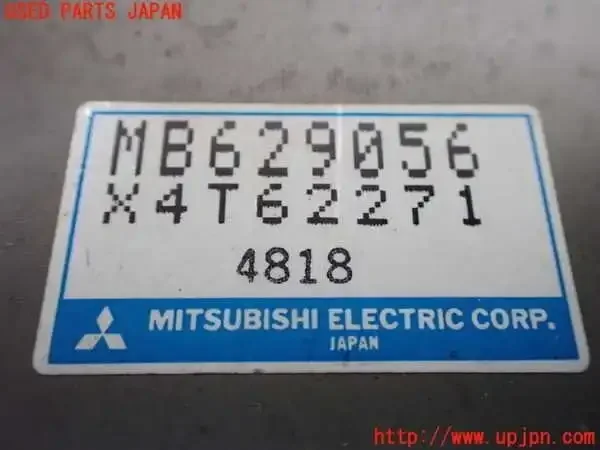 USED PARTS JAPAN
MB629056
X4T62271
4818
MITSUBISHI ELECTRIC CORP.
JAPAN
http://www.upjpn.com/